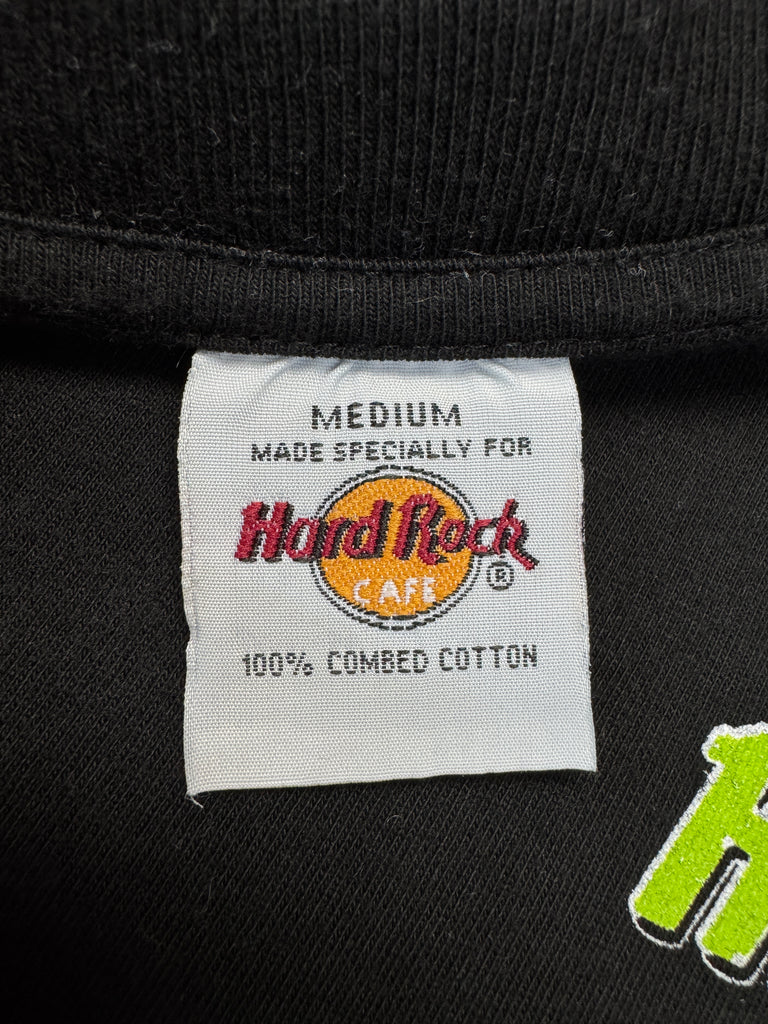 MEDIUM
MADE SPECIALLY FOR
Hard Rock
CAFE ®
100% COMBED COTTON
H